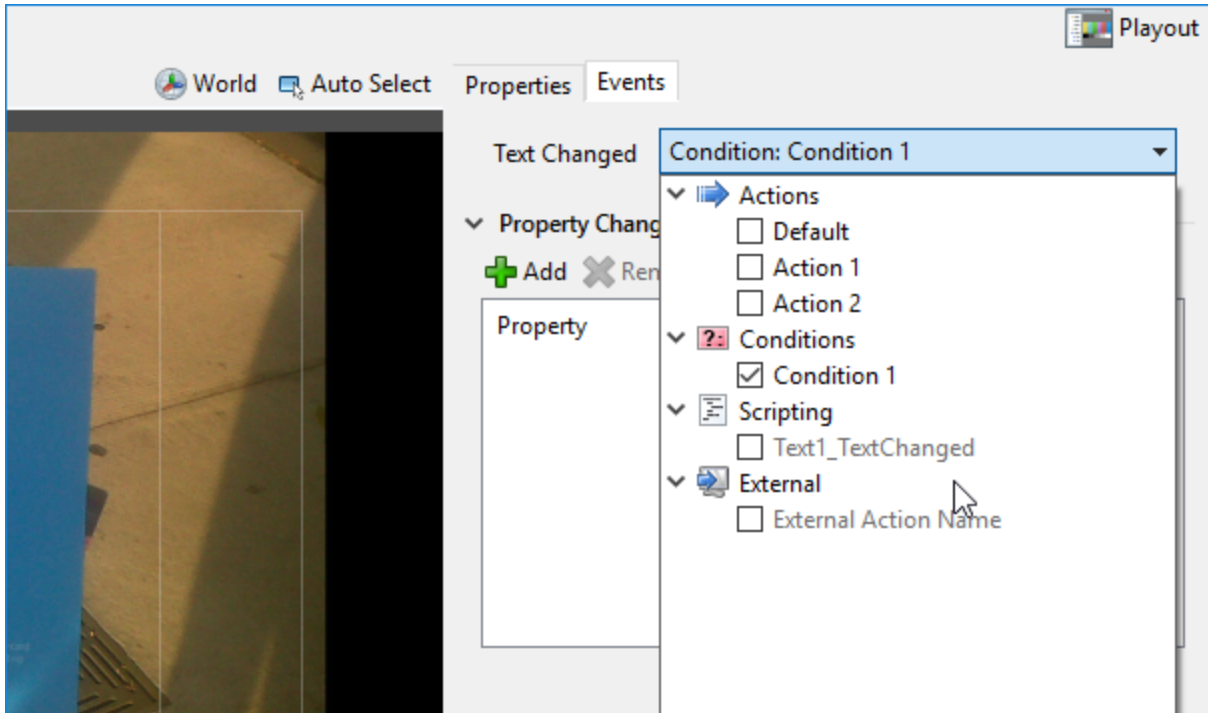 Playout
World Auto Select Properties Events
Text Changed Condition: Condition 1
Actions
Property Chang
Default
Add Ren
Action 1
Action 2
Property
Conditions
Condition 1
Scripting
Text1_TextChanged
External
External Action Name